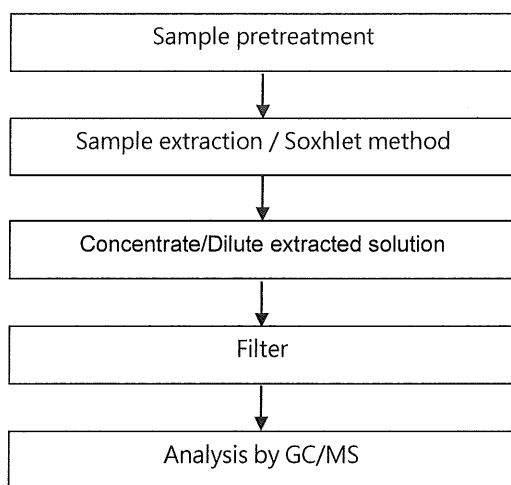 Sample pretreatment
Sample extraction / Soxhlet method
Concentrate/Dilute extracted solution
Filter
Analysis by GC/MS